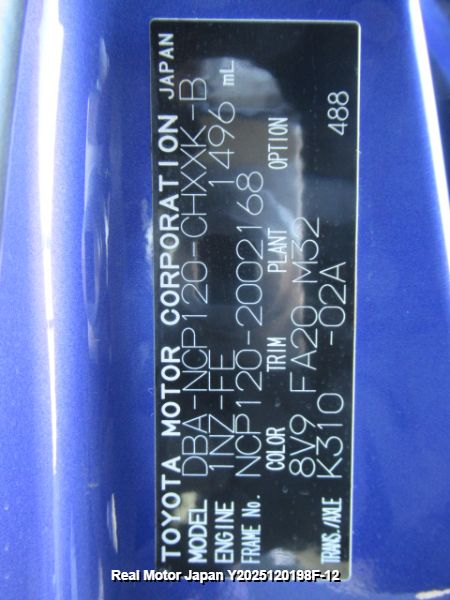 TOYOTA MOTOR CORPORATION JAPAN
MODEL DBA-NCP120-CHXXK-B
ENGINE 1NZ-FE 1496 mL
FRAME No. NCP120-2002168
COLOR TRIM PLANT OPTION
8V9 FA20 M32
TRANS./AXLE K310 -02A 488
Real Motor Japan Y2025120198F-12